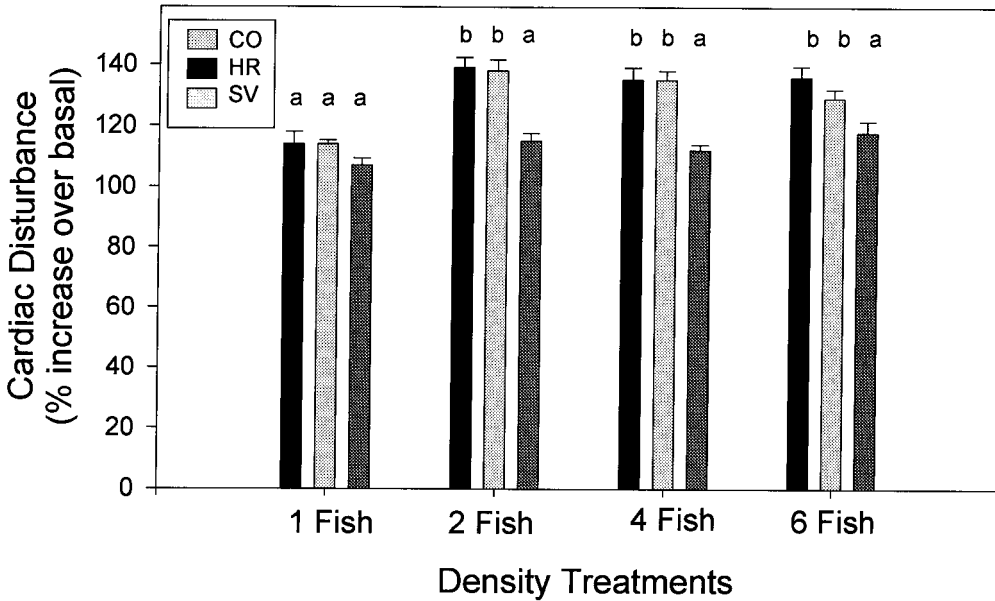 Cardiac Disturbance
(% increase over basal)
140
120
100
80
60
40
20
0
CO
HR
SV
a a a
b b a
b b a
b b a
1 Fish
2 Fish
4 Fish
6 Fish
Density Treatments